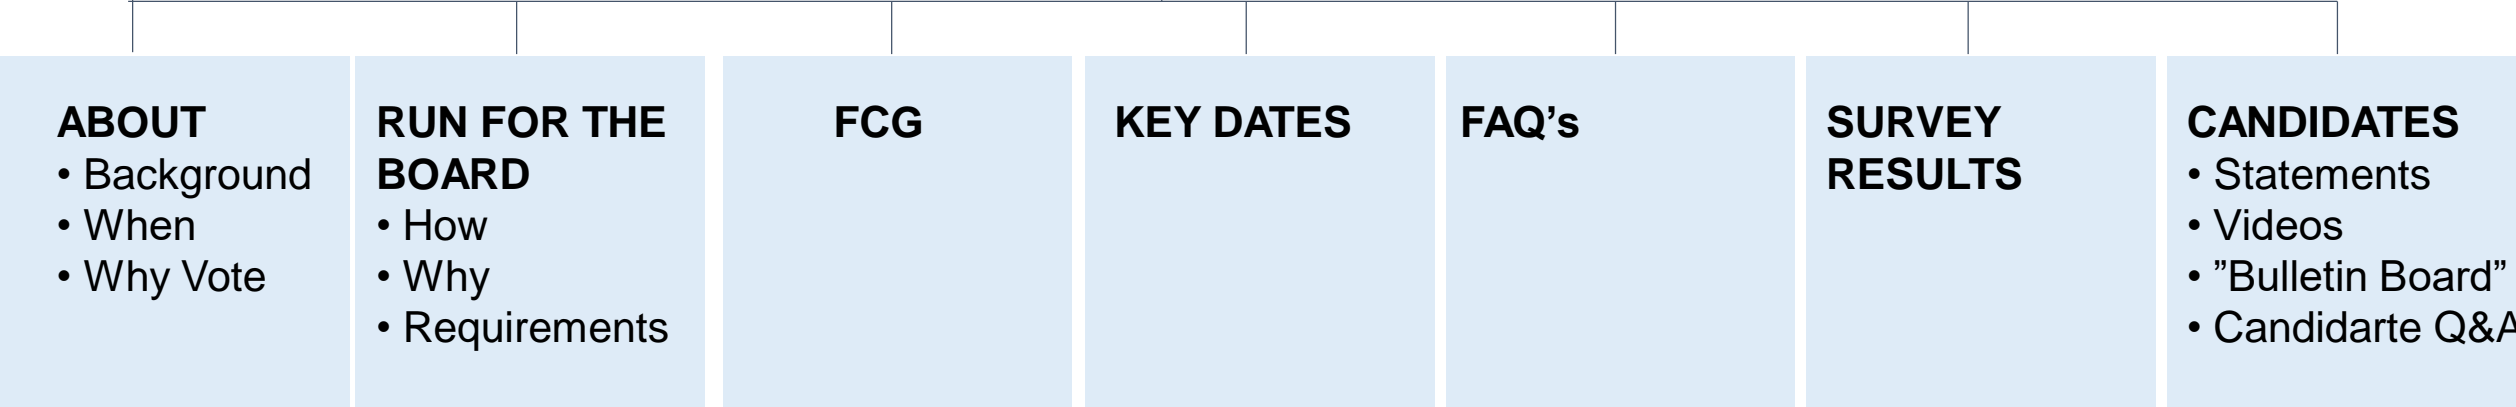 ABOUT
• Background
• When
• Why Vote
RUN FOR THE
BOARD
• How
• Why
• Requirements
FCG
KEY DATES
FAQ’s
SURVEY
RESULTS
CANDIDATES
• Statements
• Videos
• ”Bulletin Board”
• Candidarte Q&A